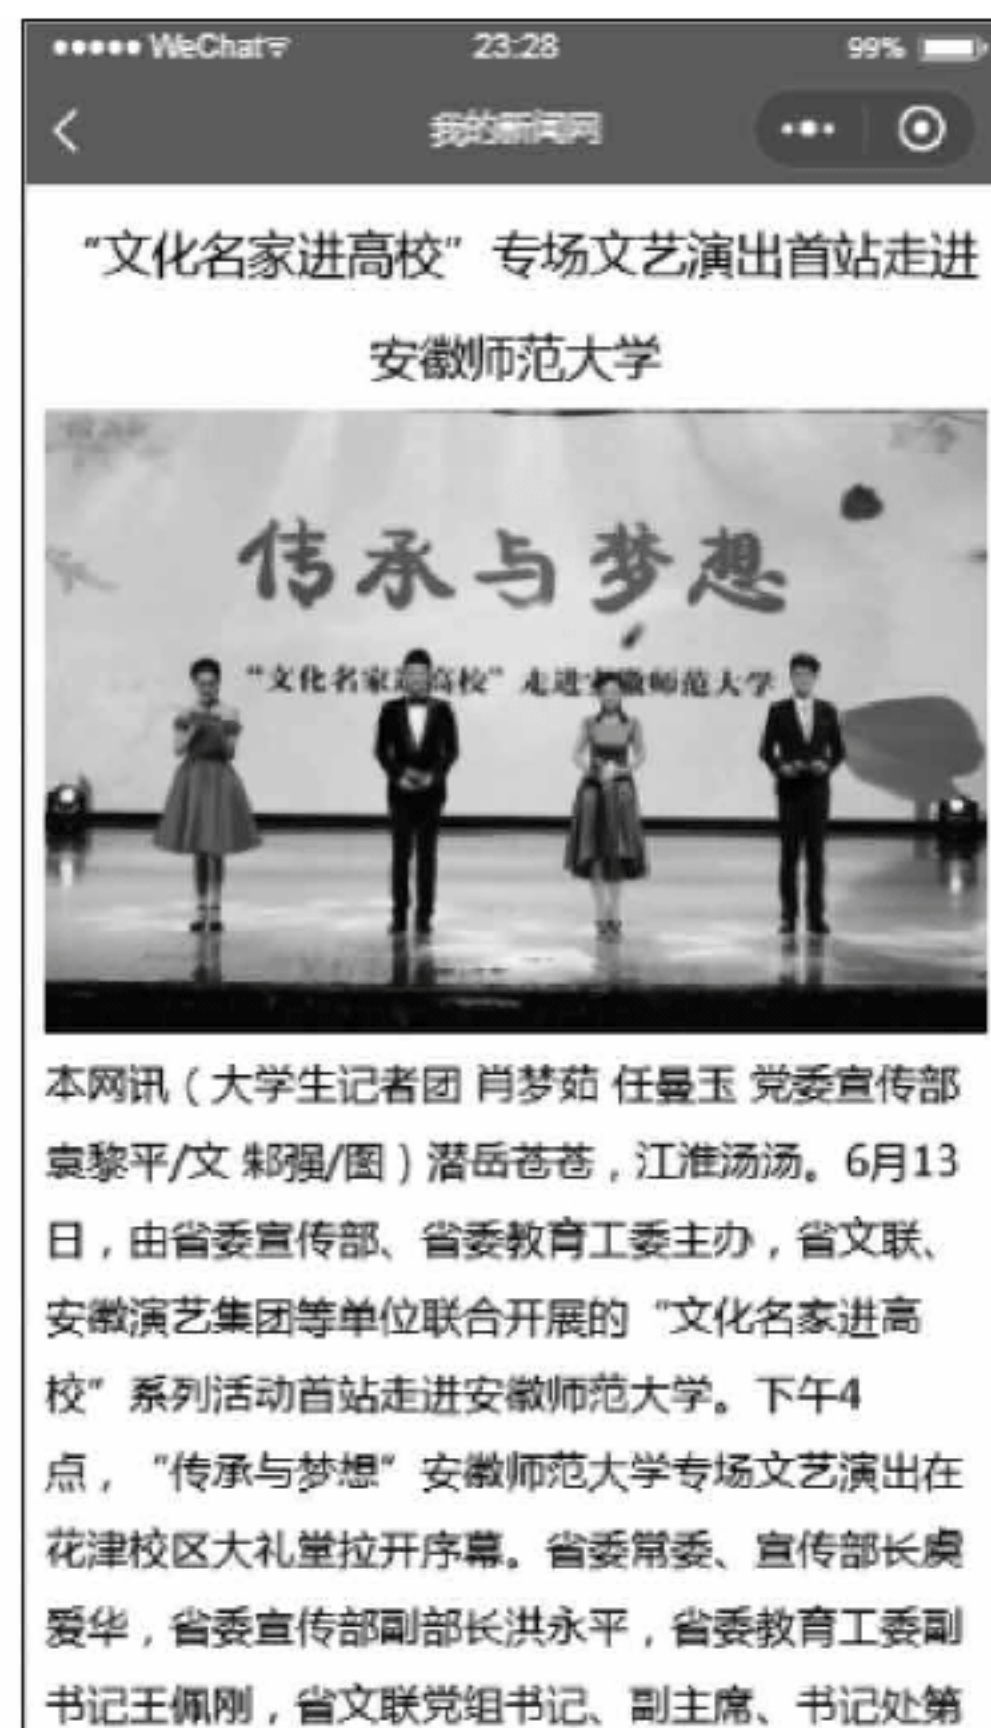 ●●●●● WeChat 23:28 99%
我的新闻网
“文化名家进高校”专场文艺演出首站走进
安徽师范大学
传承与梦想
“文化名家进高校”走进安徽师范大学
本网讯（大学生记者团 肖梦茹 任曼玉 党委宣传部
袁黎平/文 郏强/图）潜岳苍苍，江淮汤汤。6月13
日，由省委宣传部、省委教育工委主办，省文联、
安徽演艺集团等单位联合开展的“文化名家进高
校”系列活动首站走进安徽师范大学。下午4
点，“传承与梦想”安徽师范大学专场文艺演出在
花津校区大礼堂拉开序幕。省委常委、宣传部长虞
爱华，省委宣传部副部长洪永平，省委教育工委副
书记王佩刚，省文联党组书记、副主席、书记处第